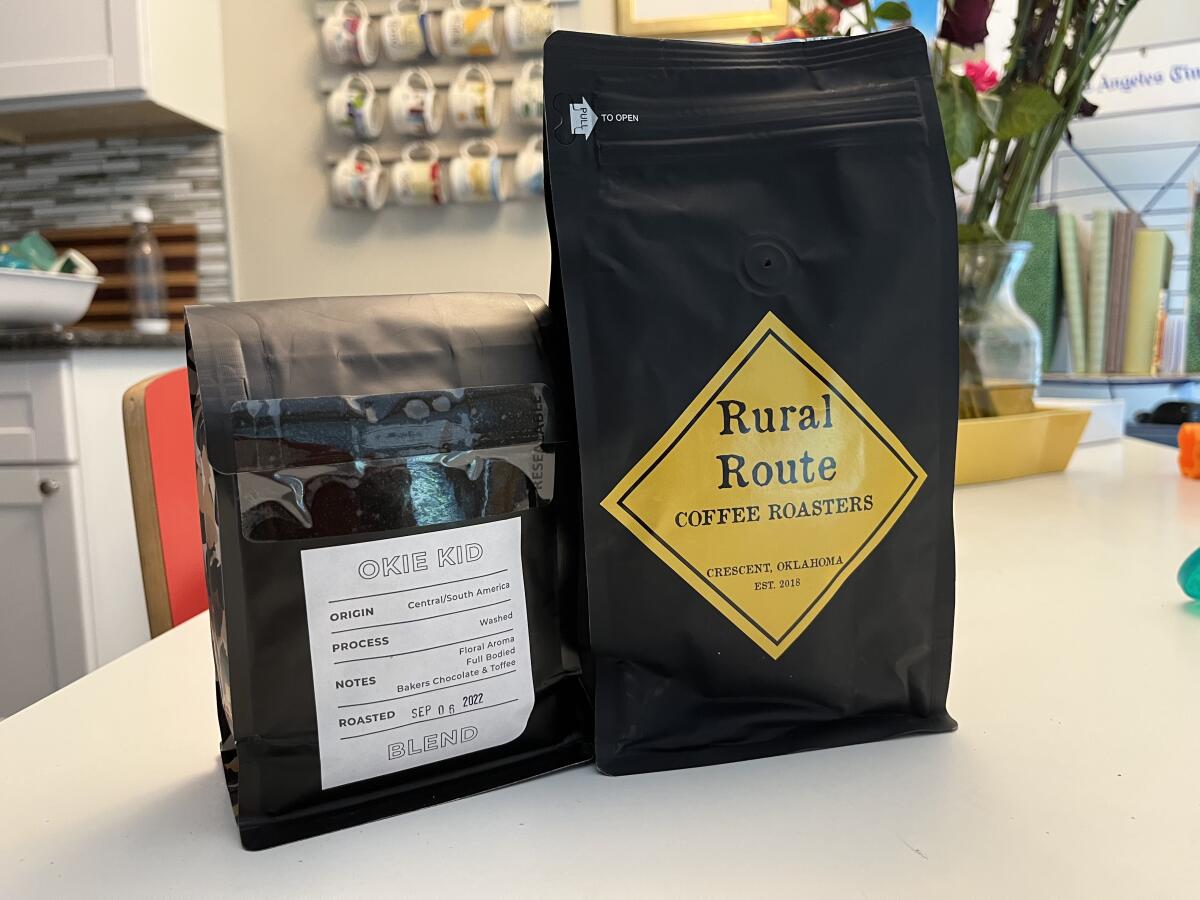 OKIE KID
ORIGIN Central/South America
PROCESS Washed
NOTES Floral Aroma
Full Bodied
Bakers Chocolate & Toffee
ROASTED SEP 06 2022
BLEND
RESEALABLE
PULL TO OPEN
Rural
Route
COFFEE ROASTERS
CRESCENT, OKLAHOMA
EST. 2018
Angeles